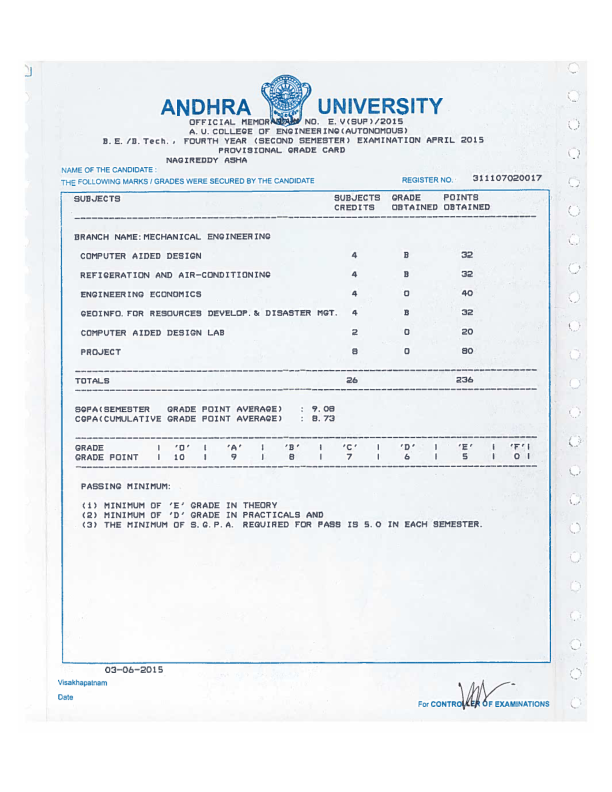 ANDHRA UNIVERSITY
OFFICIAL MEMORANDUM NO. E.V(SUP)/2015
A.U.COLLEGE OF ENGINEERING(AUTONOMOUS)
B.E./B.Tech., FOURTH YEAR (SECOND SEMESTER) EXAMINATION APRIL 2015
PROVISIONAL GRADE CARD
NAGIREDDY ASHA
NAME OF THE CANDIDATE :
THE FOLLOWING MARKS / GRADES WERE SECURED BY THE CANDIDATE REGISTER NO. 311107020017
SUBJECTS SUBJECTS GRADE POINTS
CREDITS OBTAINED OBTAINED
BRANCH NAME:MECHANICAL ENGINEERING
COMPUTER AIDED DESIGN 4 B 32
REFIGERATION AND AIR-CONDITIONING 4 B 32
ENGINEERING ECONOMICS 4 O 40
GEOINFO.FOR RESOURCES DEVELOP.& DISASTER MGT. 4 B 32
COMPUTER AIDED DESIGN LAB 2 O 20
PROJECT 8 O 80
TOTALS 26 236
SGPA(SEMESTER GRADE POINT AVERAGE) : 9.08
CGPA(CUMULATIVE GRADE POINT AVERAGE) : 8.73
GRADE | 'O' | 'A' | 'B' | 'C' | 'D' | 'E' | 'F'|
GRADE POINT | 10 | 9 | 8 | 7 | 6 | 5 | 0 |
PASSING MINIMUM:
(1) MINIMUM OF 'E' GRADE IN THEORY
(2) MINIMUM OF 'D' GRADE IN PRACTICALS AND
(3) THE MINIMUM OF S.G.P.A. REQUIRED FOR PASS IS 5.0 IN EACH SEMESTER.
03-06-2015
Visakhapatnam
Date
For CONTROLLER OF EXAMINATIONS